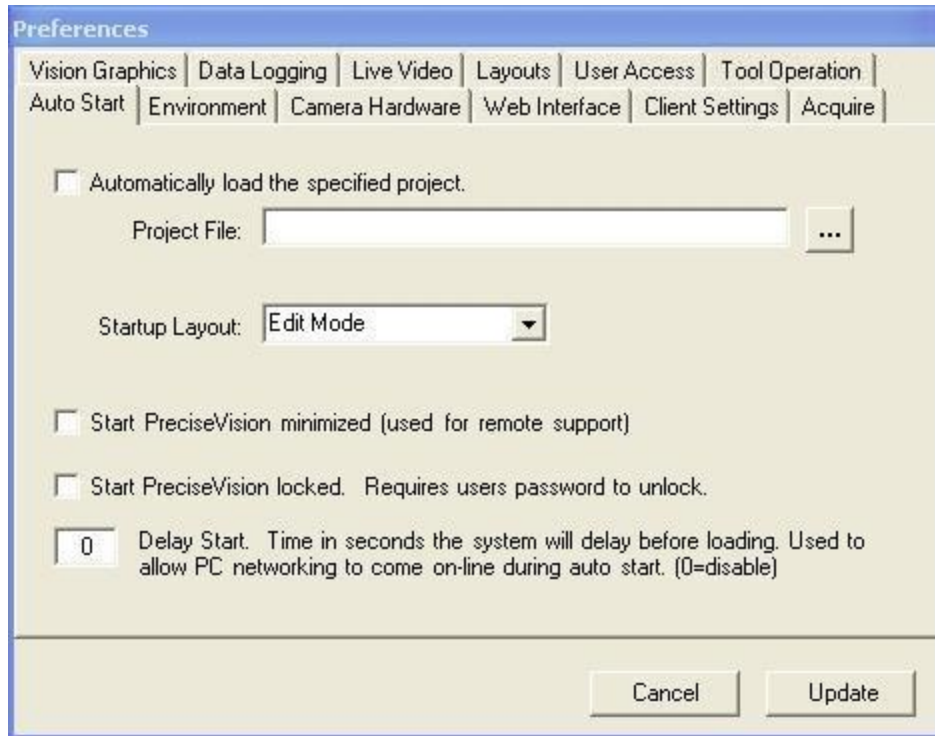 Preferences
Vision Graphics Data Logging Live Video Layouts User Access Tool Operation
Auto Start Environment Camera Hardware Web Interface Client Settings Acquire
Automatically load the specified project.
Project File: ...
Startup Layout: Edit Mode
Start PreciseVision minimized (used for remote support)
Start PreciseVision locked. Requires users password to unlock.
0 Delay Start. Time in seconds the system will delay before loading. Used to
allow PC networking to come on-line during auto start. (0=disable)
Cancel Update